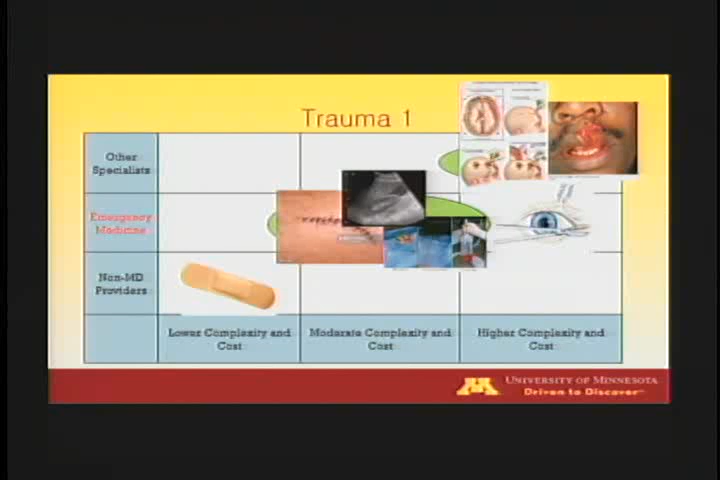 Trauma 1
Other
Specialists
Emergency
Medicine
Non-MD
Providers
Lower Complexity and
Cost
Moderate Complexity and
Cost
Higher Complexity and
Cost
UNIVERSITY OF MINNESOTA
Driven to Discover